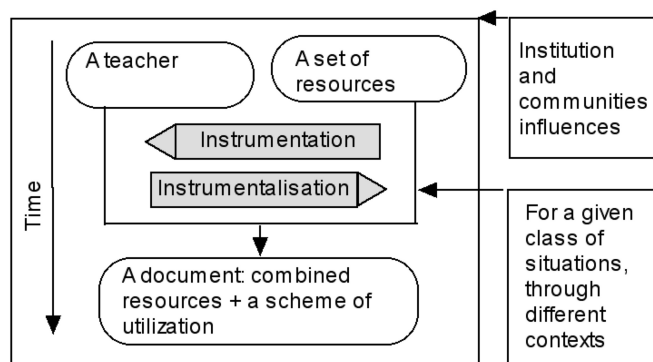 A teacher
A set of
resources
Institution
and
communities
influences
Instrumentation
Instrumentalisation
Time
For a given
class of
situations,
through
different
contexts
A document: combined
resources + a scheme of
utilization